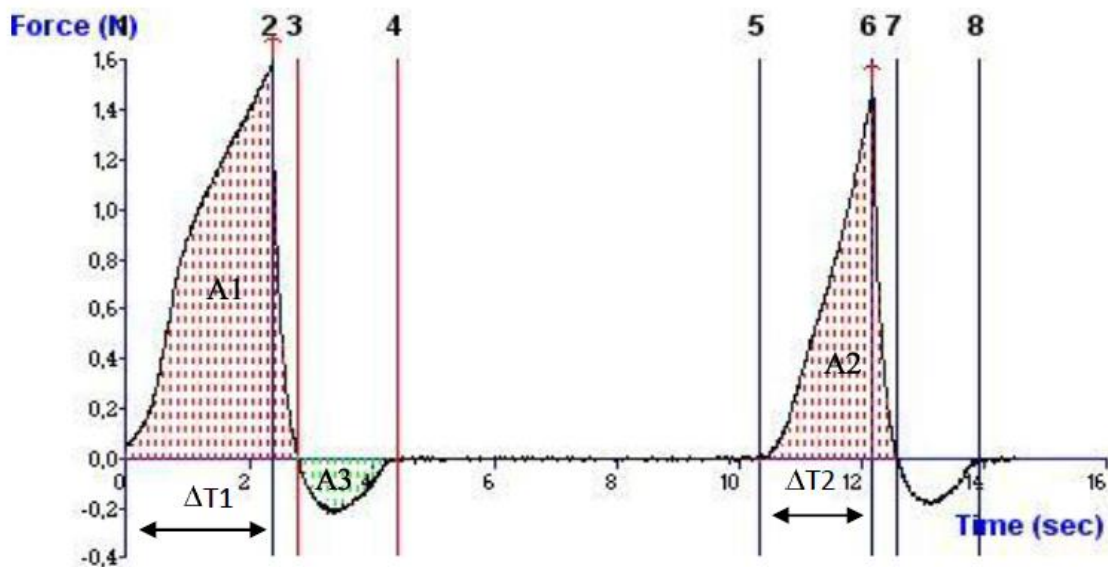 Force (N)
1 2 3 4 5 6 7 8
1,6
1,4
1,2
1,0
0,8
0,6
0,4
0,2
0,0
-0,2
-0,4
A1
A2
A3
0 2 4 6 8 10 12 14 16
ΔT1
ΔT2
Time (sec)